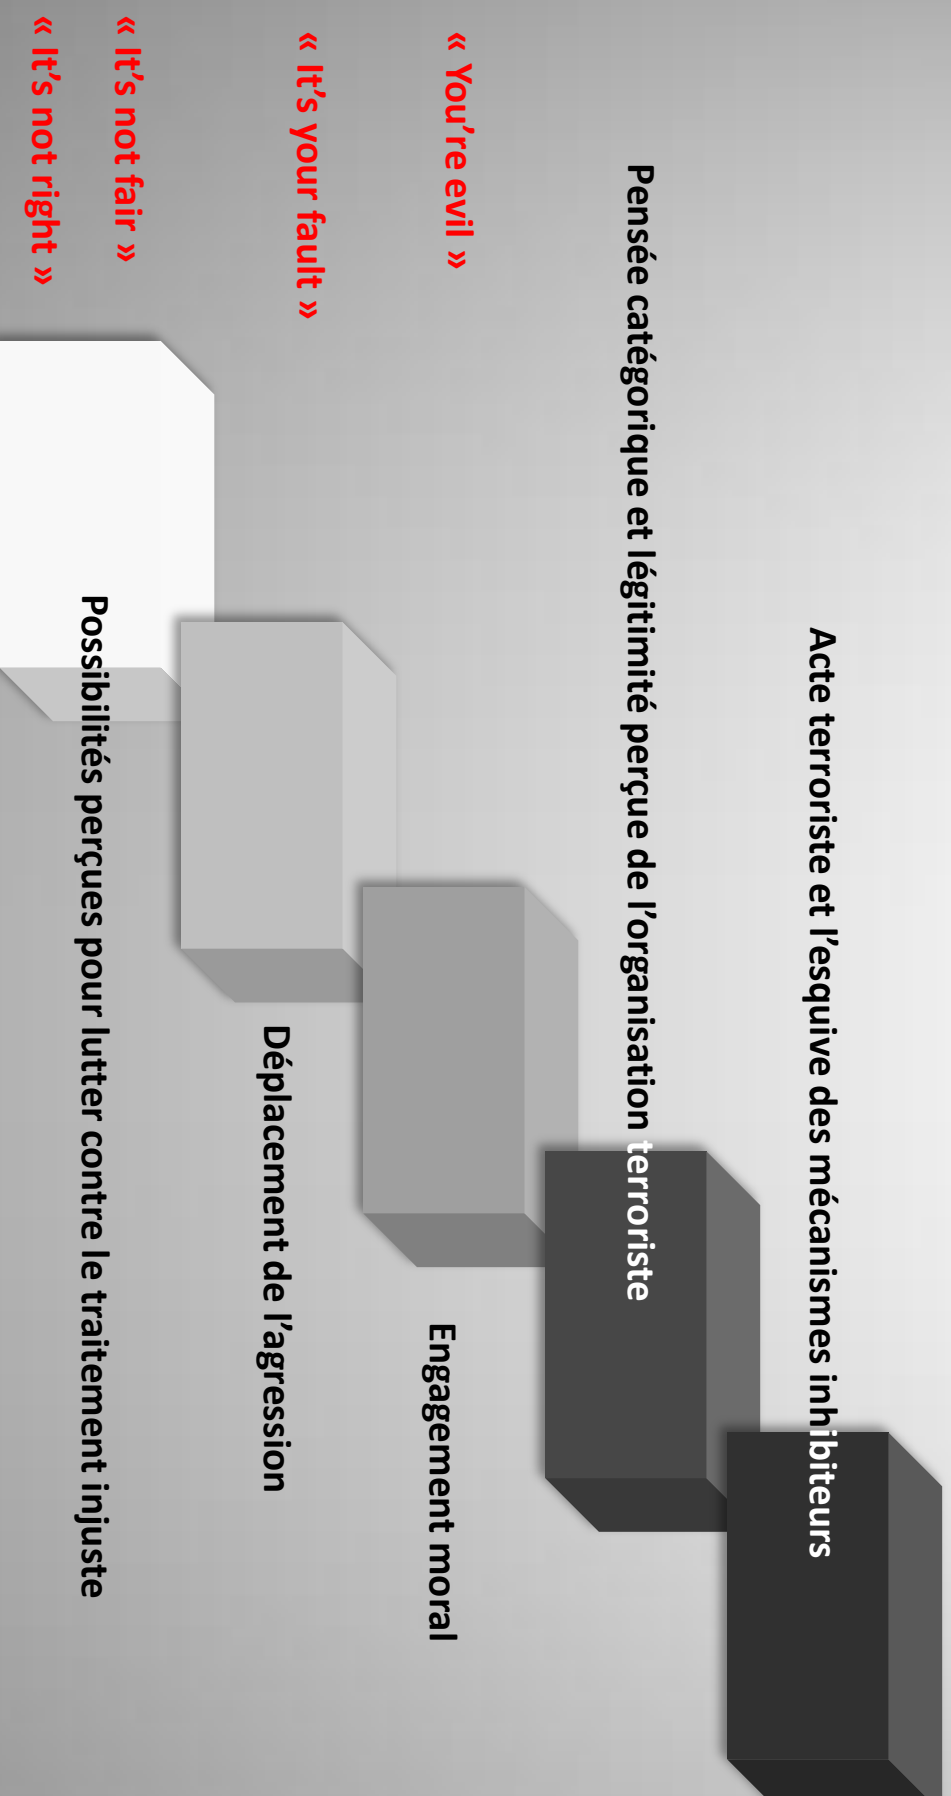 Acte terroriste et l’esquive des mécanismes inhibiteurs
Pensée catégorique et légitimité perçue de l’organisation terroriste
« You’re evil »
Engagement moral
« It’s your fault »
Déplacement de l’agression
« It’s not fair »
Possibilités perçues pour lutter contre le traitement injuste
« It’s not right »